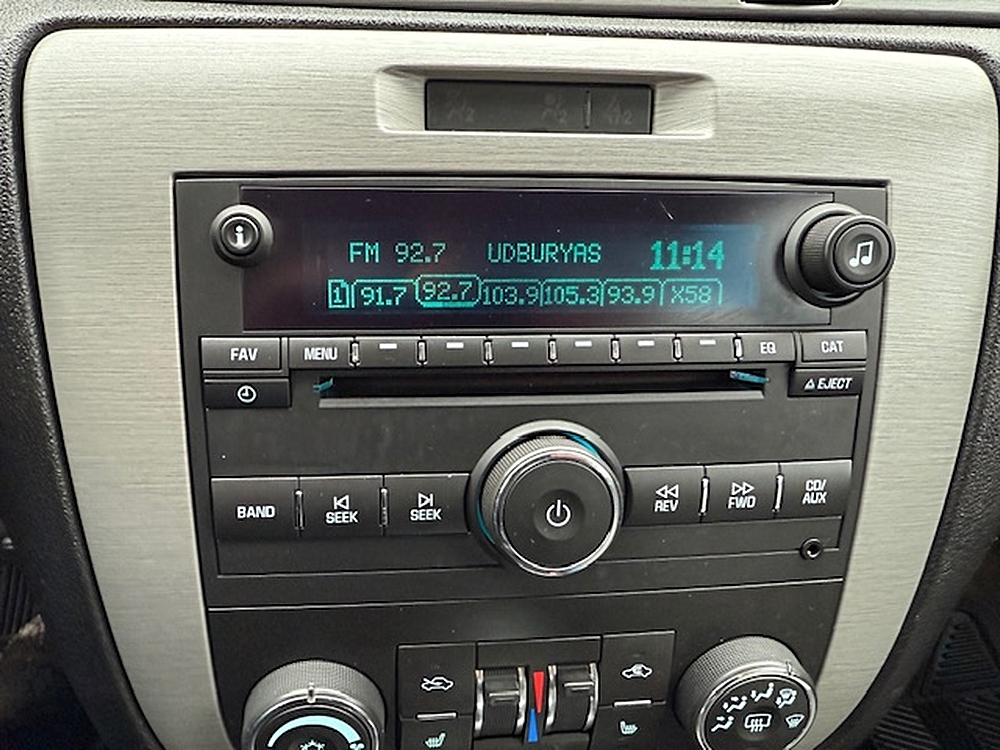 FM 92.7 UDBURYAS 11:14
1 91.7 92.7 103.9 105.3 93.9 X58
FAV MENU EQ CAT
EJECT
BAND SEEK SEEK REV FWD CD/
AUX